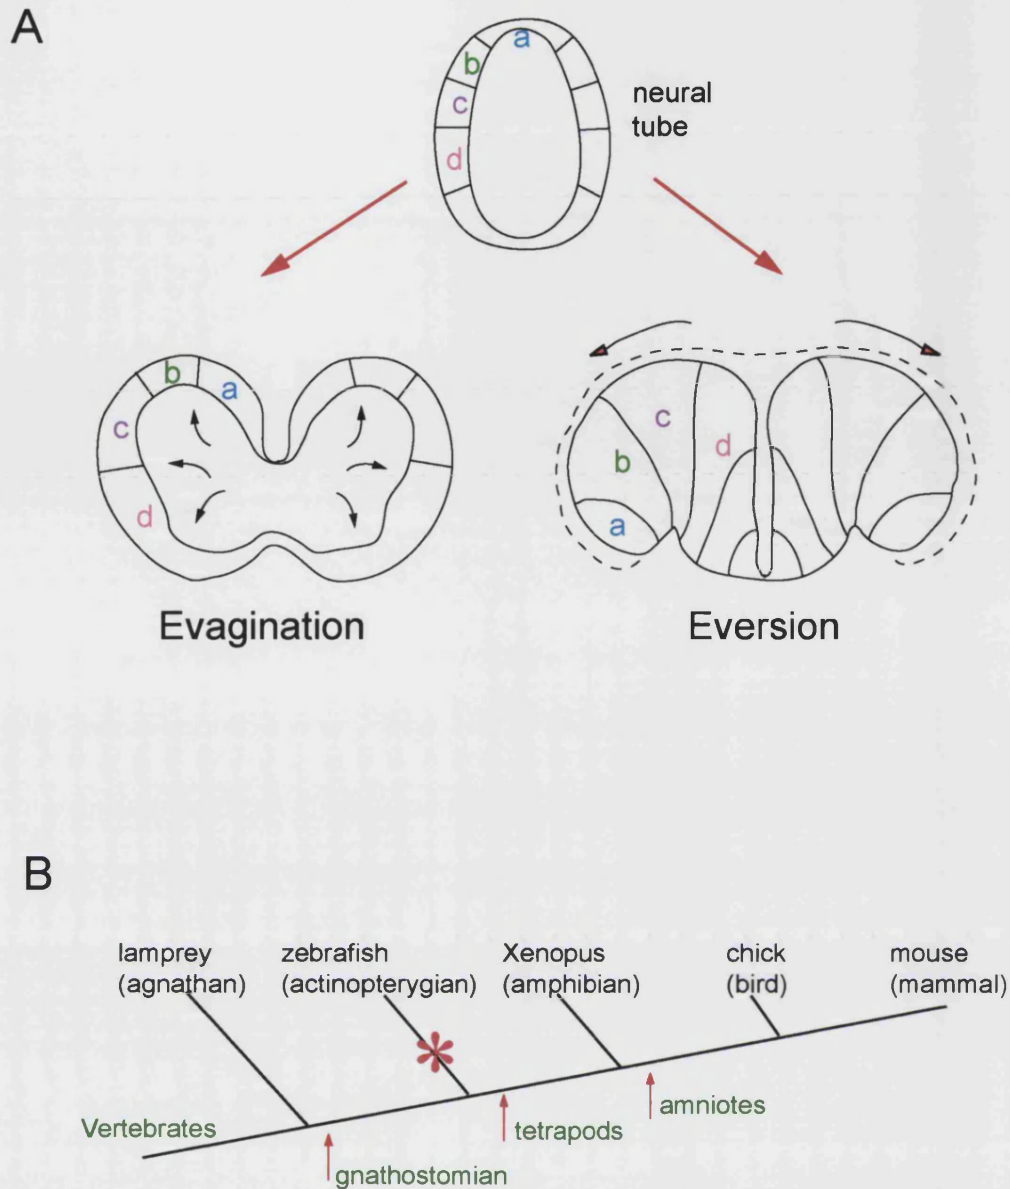 A
a
b
c
d
neural
tube
b
a
c
d
c
d
b
a
Evagination
Eversion
B
lamprey
(agnathan)
zebrafish
(actinopterygian)
Xenopus
(amphibian)
chick
(bird)
mouse
(mammal)
Vertebrates
gnathostomian
tetrapods
amniotes